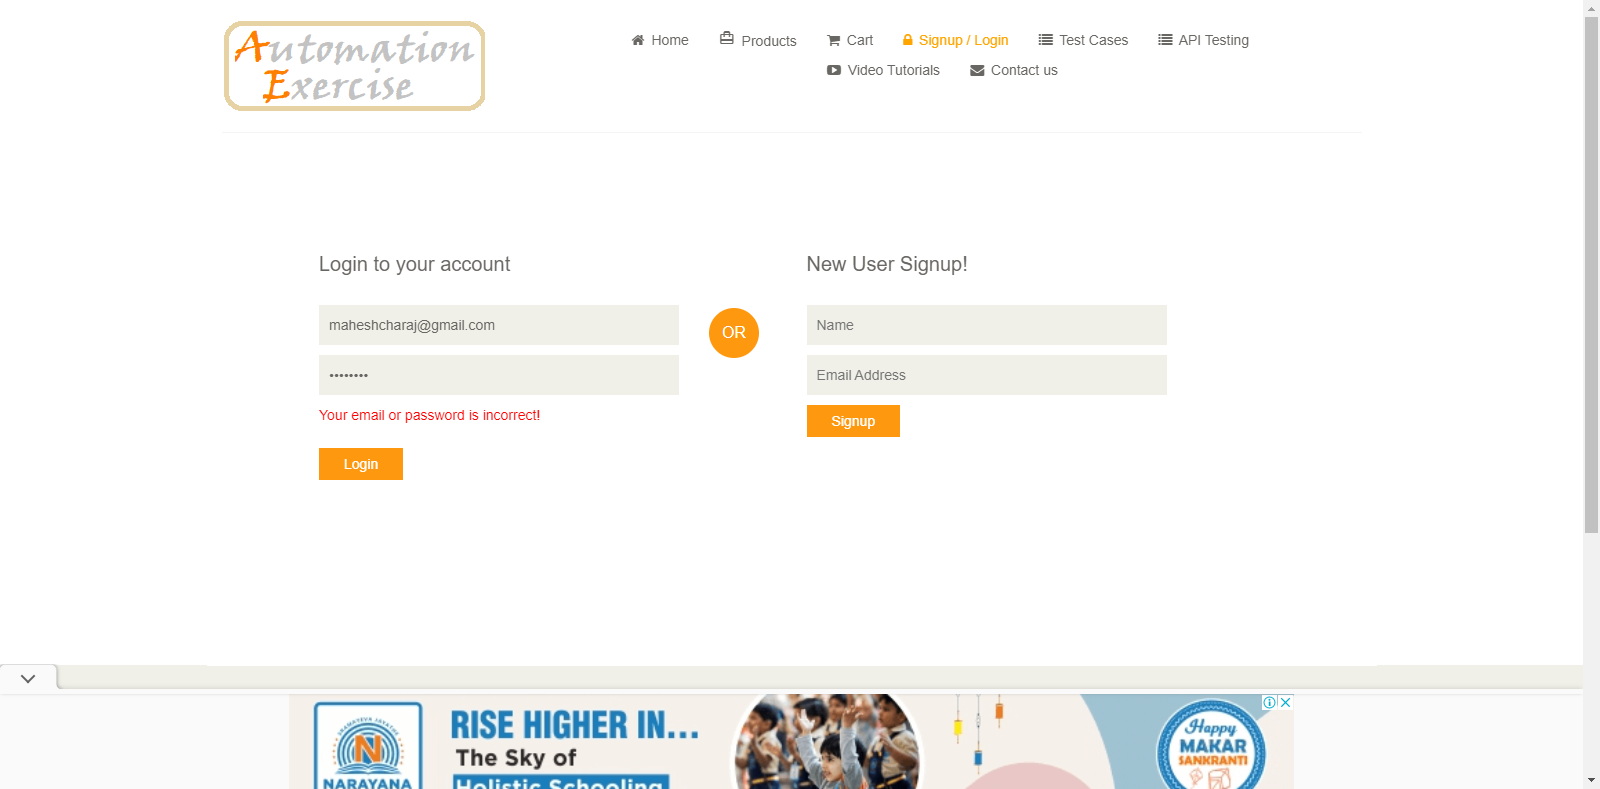 Automation
Exercise
Home
Products
Cart
Signup / Login
Test Cases
API Testing
Video Tutorials
Contact us
Login to your account
maheshcharaj@gmail.com
••••••••
Your email or password is incorrect!
Login
OR
New User Signup!
Name
Email Address
Signup
NARAYANA
RISE HIGHER IN...
The Sky of
Holistic Schooling
Happy
MAKAR
SANKRANTI